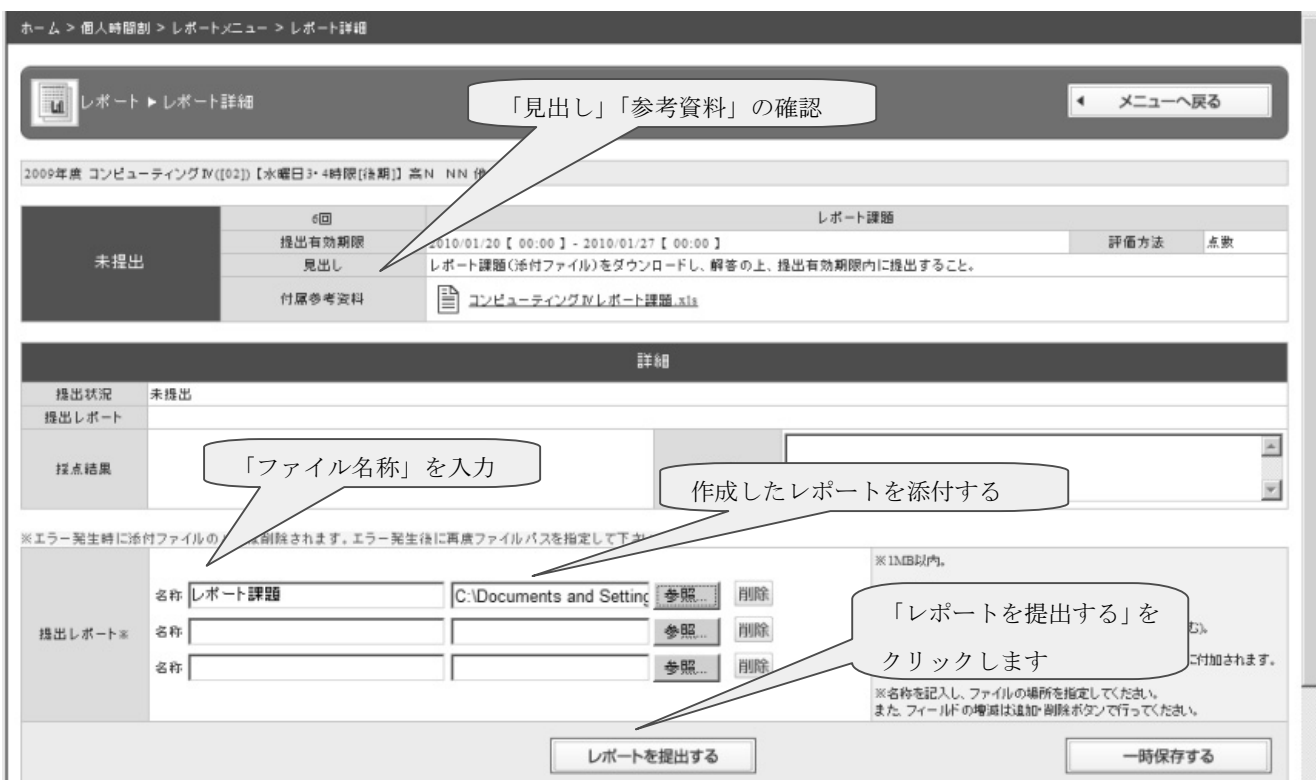 ホーム > 個人時間割 > レポートメニュー > レポート詳細
レポート ▶ レポート詳細
「見出し」「参考資料」の確認
メニューへ戻る
2009年度 コンピューティングⅣ([02])【水曜日3・4時限[後期]】高N NN 他
未提出
6回
レポート課題
提出有効期限
2010/01/20【 00:00 】 - 2010/01/27【 00:00 】
評価方法
点数
見出し
レポート課題(添付ファイル)をダウンロードし、解答の上、提出有効期限内に提出すること。
付属参考資料
コンピューティングⅣレポート課題.xls
詳細
提出状況
未提出
提出レポート
採点結果
「ファイル名称」を入力
作成したレポートを添付する
※エラー発生時に添付ファイルの
は削除されます。エラー発生後に再度ファイルパスを指定して下さ
提出レポート※
名称 レポート課題
C:\Documents and Setting
参照...
削除
名称
参照...
削除
名称
参照...
削除
※1MB以内。
「レポートを提出する」を
クリックします
む)。
に付加されます。
※名称を記入し、ファイルの場所を指定してください。
また、フィールドの増減は追加・削除ボタンで行ってください。
レポートを提出する
一時保存する